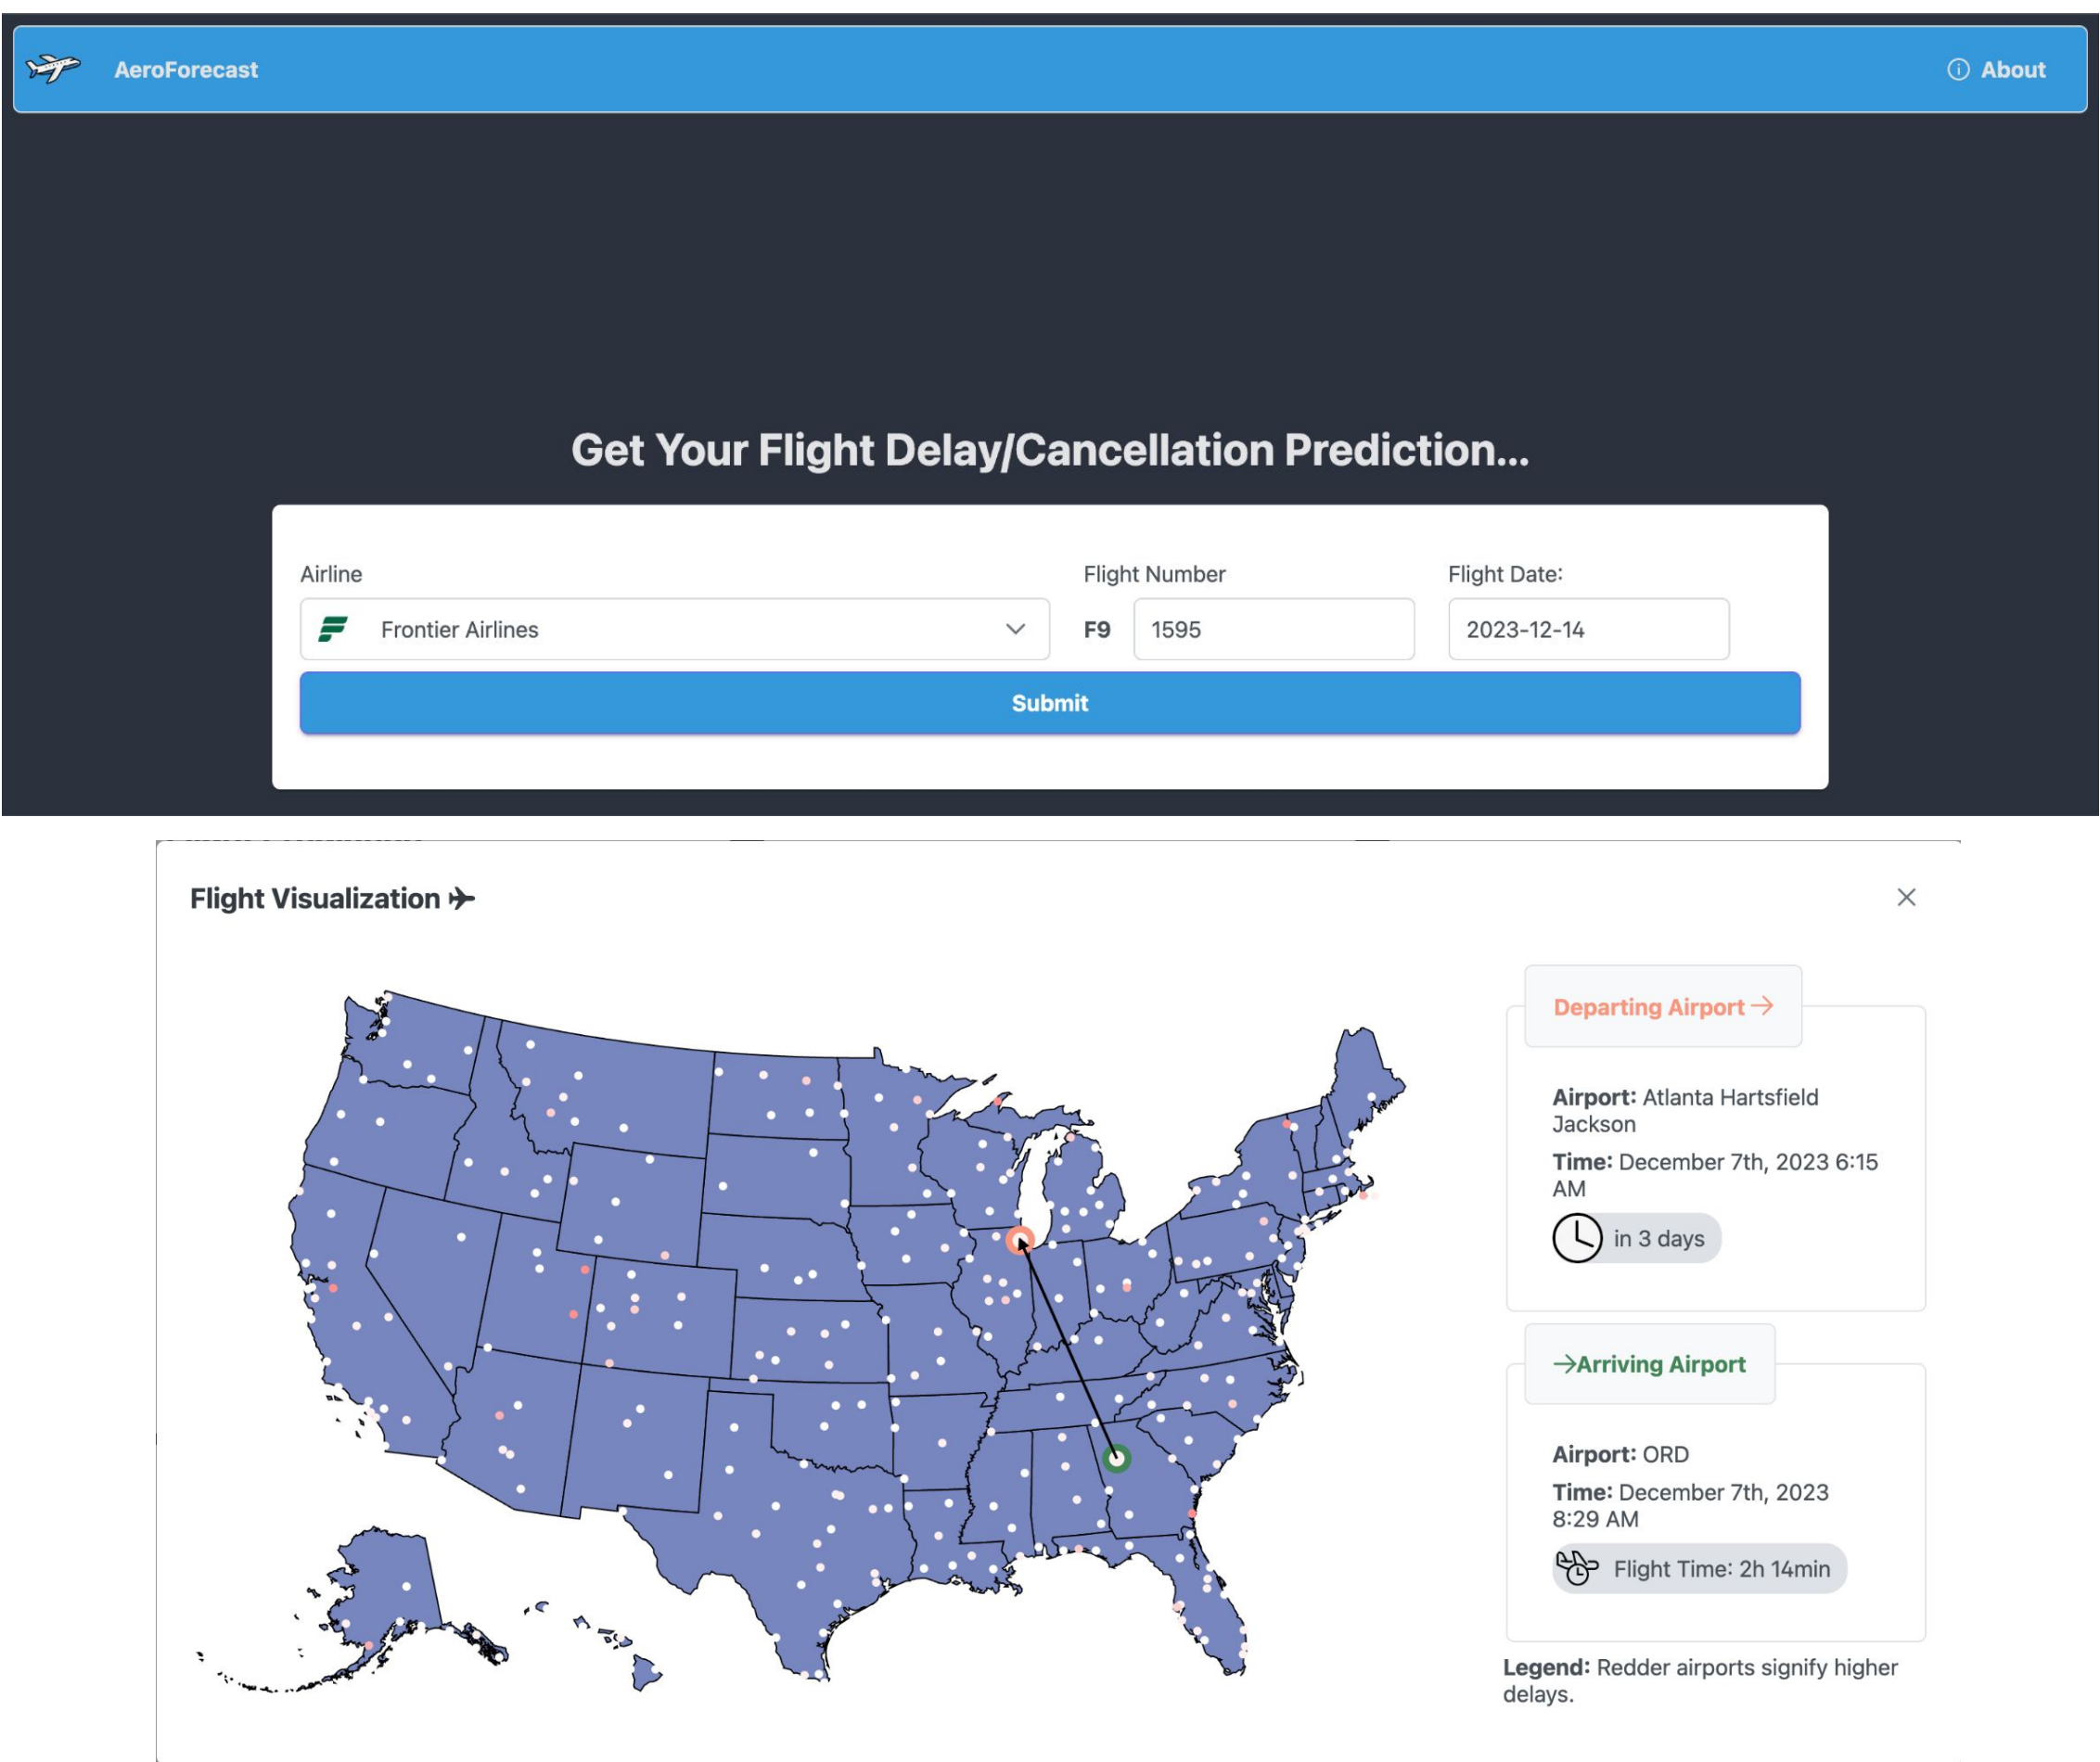 AeroForecast
About
Get Your Flight Delay/Cancellation Prediction...
Airline
Flight Number
Flight Date:
Frontier Airlines
F9
1595
2023-12-14
Submit
Flight Visualization
Departing Airport →
Airport: Atlanta Hartsfield
Jackson
Time: December 7th, 2023 6:15
AM
in 3 days
→Arriving Airport
Airport: ORD
Time: December 7th, 2023
8:29 AM
Flight Time: 2h 14min
Legend: Redder airports signify higher
delays.